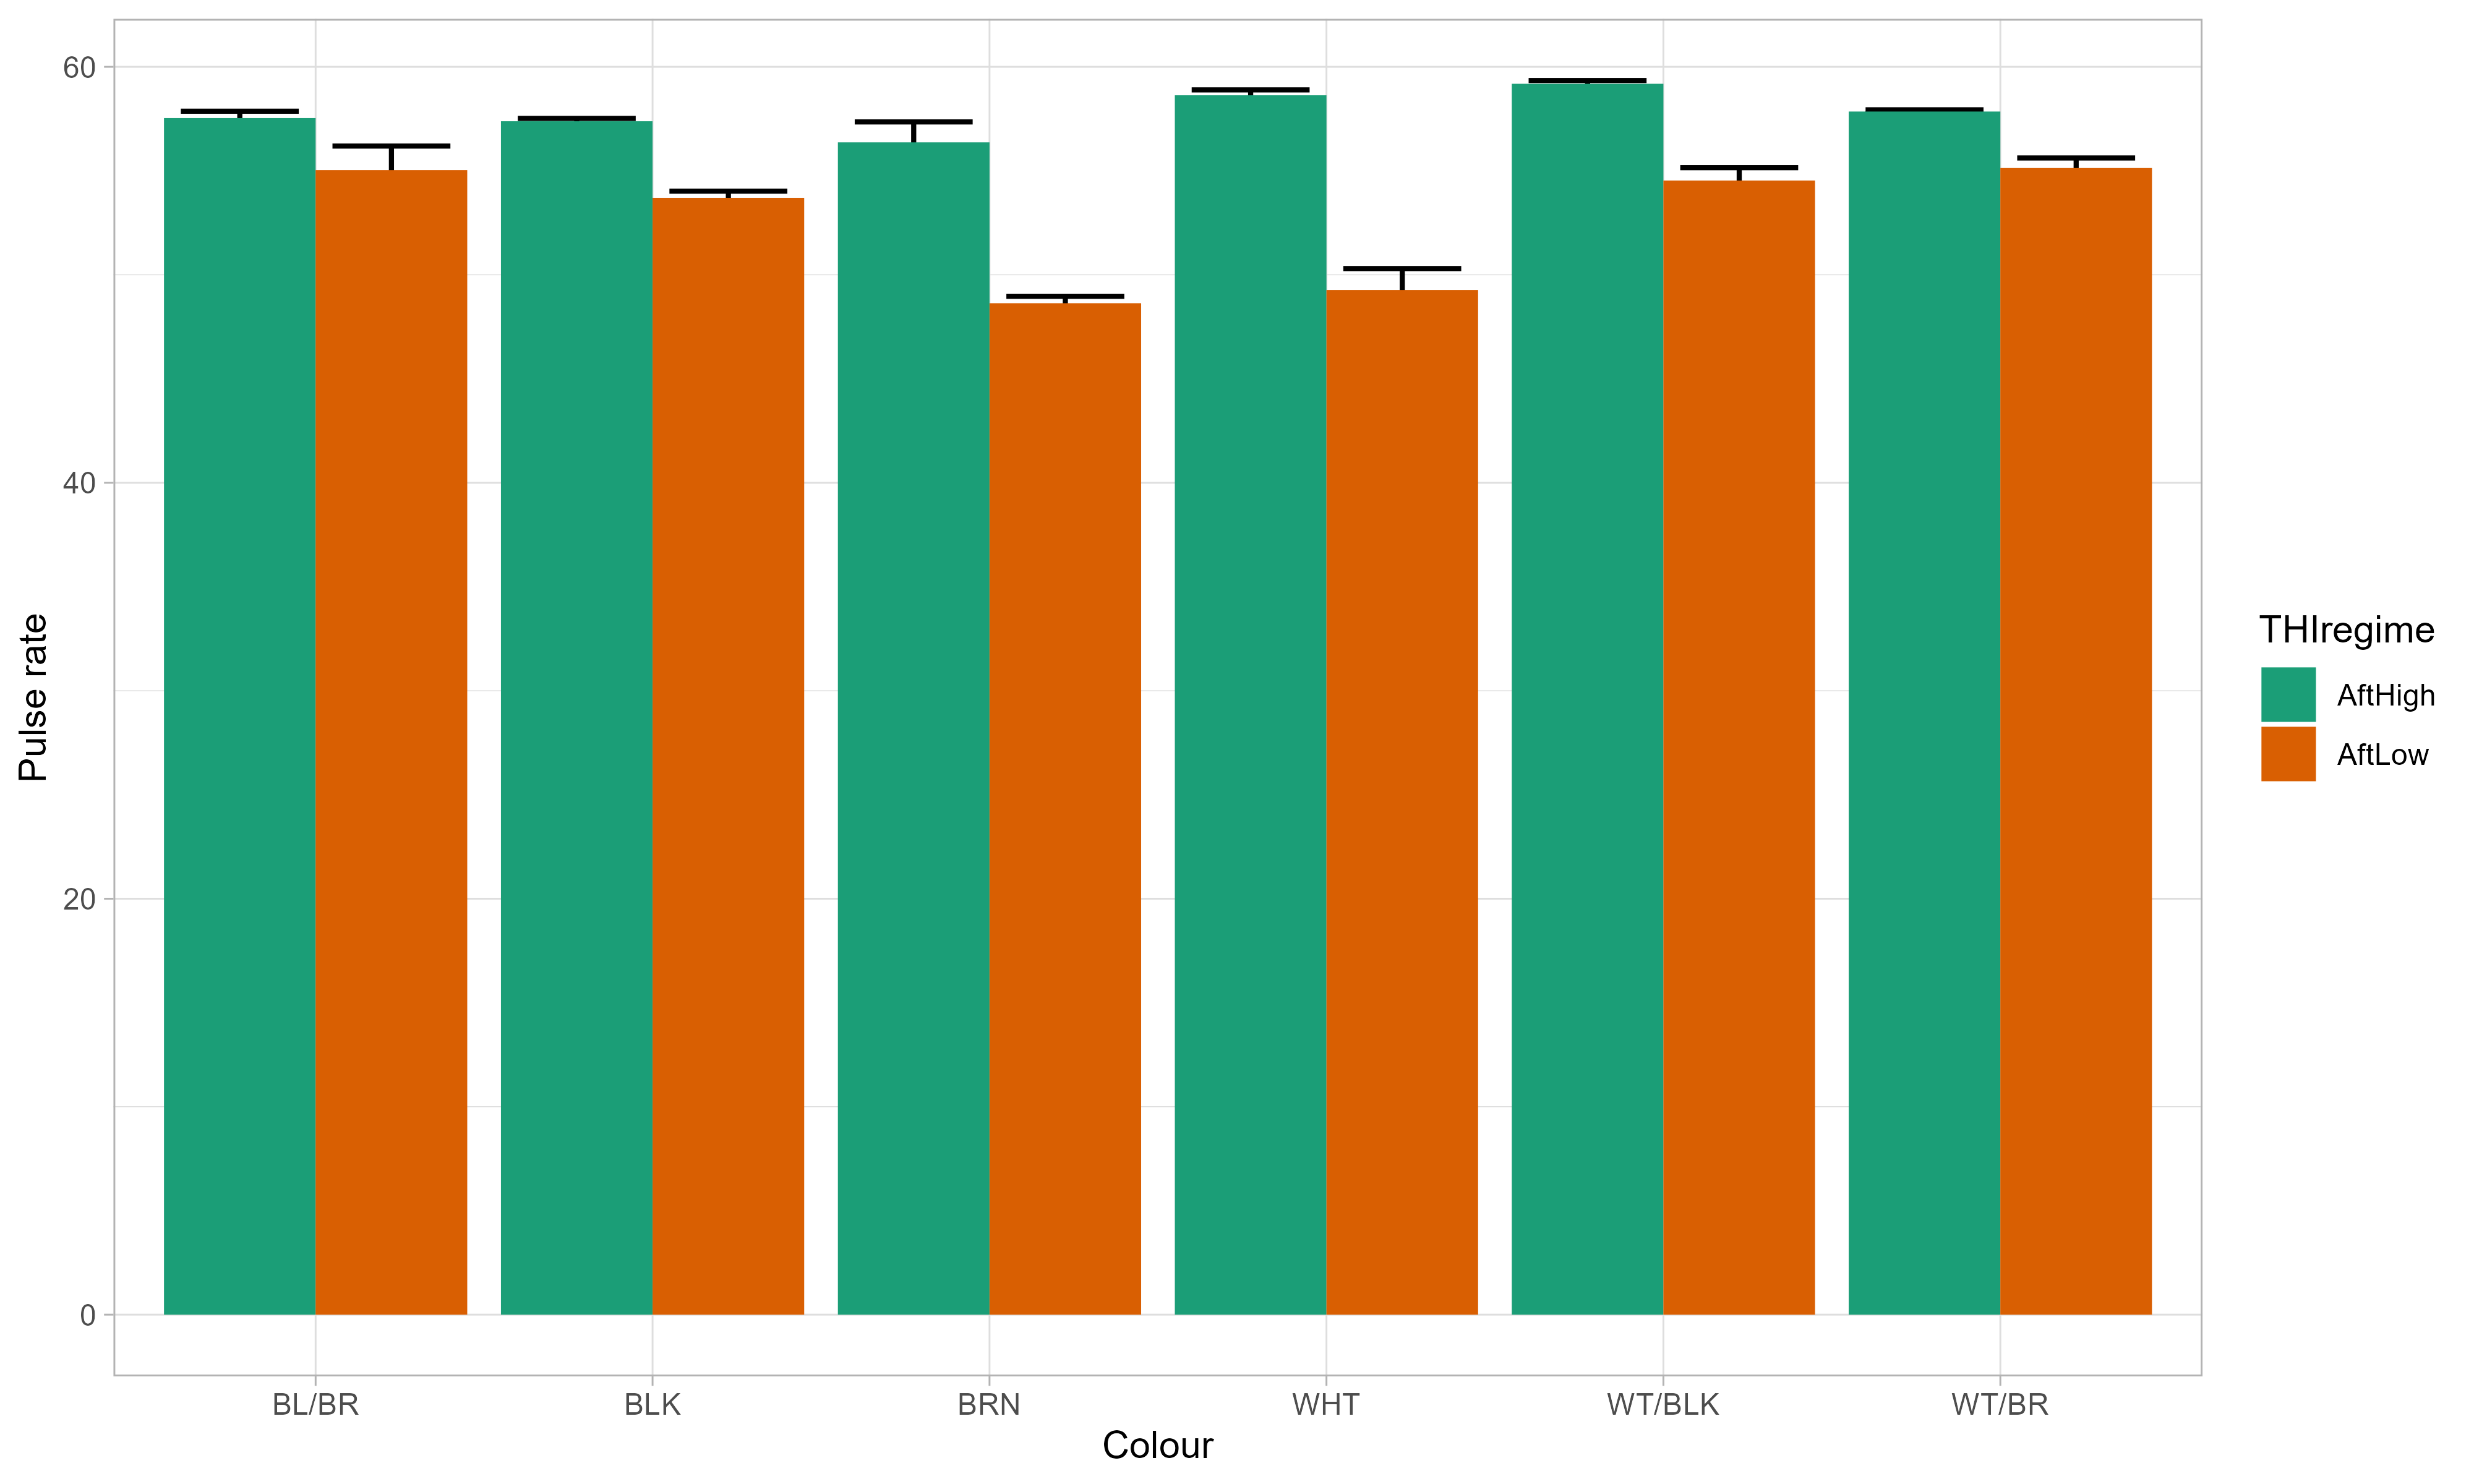 60
40
20
0
Pulse rate
BL/BR
BLK
BRN
WHT
WT/BLK
WT/BR
Colour
THIregime
AftHigh
AftLow